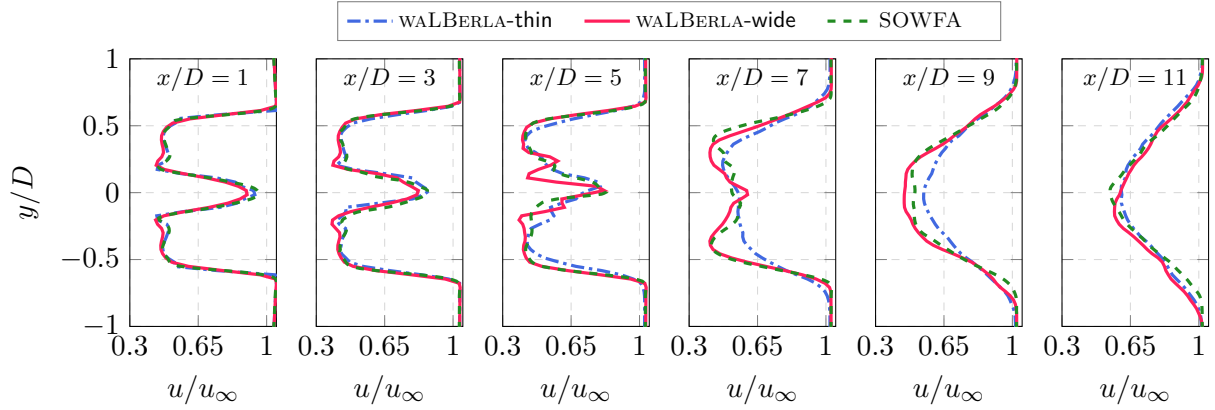 WALBERLA-thin WALBERLA-wide SOWFA
x/D = 1 x/D = 3 x/D = 5 x/D = 7 x/D = 9 x/D = 11
1
0.5
0
−0.5
−1
y/D
0.3 0.65 1 0.3 0.65 1 0.3 0.65 1 0.3 0.65 1 0.3 0.65 1 0.3 0.65 1
u/u∞ u/u∞ u/u∞ u/u∞ u/u∞ u/u∞